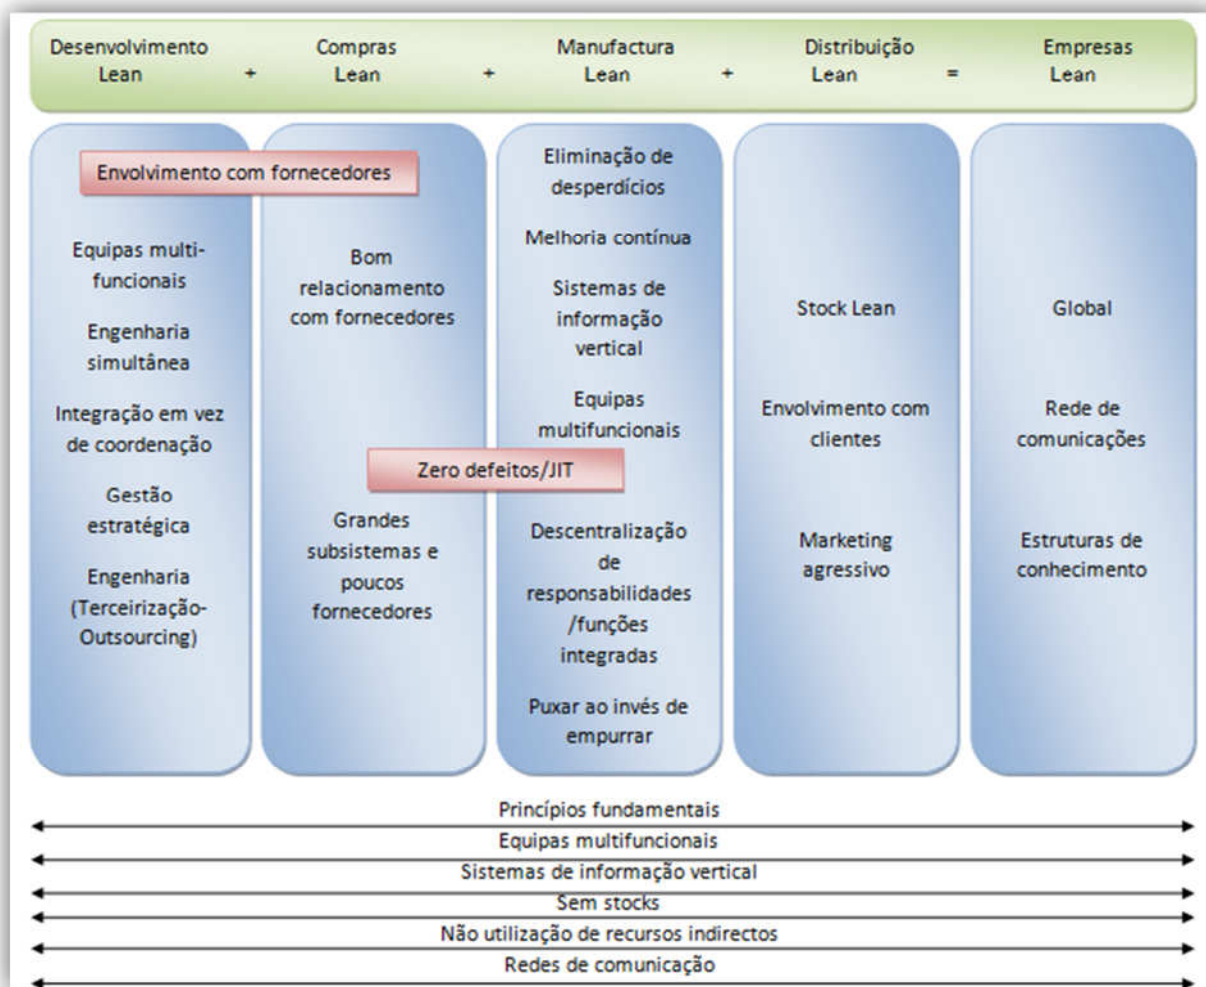 Desenvolvimento
Lean
+
Compras
Lean
+
Manufactura
Lean
+
Distribuição
Lean
=
Empresas
Lean
Envolvimento com fornecedores
Equipas multi-
funcionais
Engenharia
simultânea
Integração em vez
de coordenação
Gestão
estratégica
Engenharia
(Terceirização-
Outsourcing)
Bom
relacionamento
com fornecedores
Zero defeitos/JIT
Grandes
subsistemas e
poucos
fornecedores
Eliminação de
desperdícios
Melhoria contínua
Sistemas de
informação
vertical
Equipas
multifuncionais
Descentralização
de
responsabilidades
/funções
integradas
Puxar ao invés de
empurrar
Stock Lean
Envolvimento com
clientes
Marketing
agressivo
Global
Rede de
comunicações
Estruturas de
conhecimento
Princípios fundamentais
Equipas multifuncionais
Sistemas de informação vertical
Sem stocks
Não utilização de recursos indirectos
Redes de comunicação